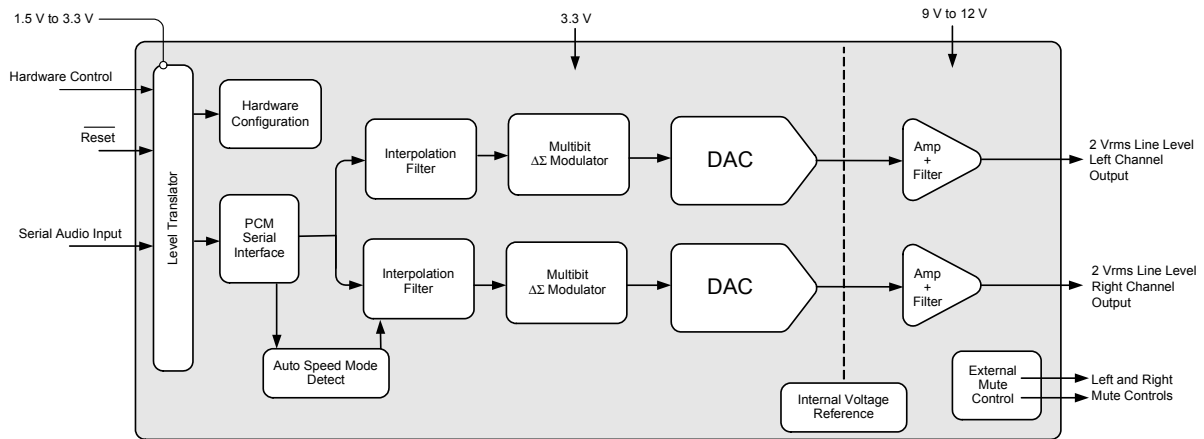 1.5 V to 3.3 V
3.3 V
9 V to 12 V
Hardware Control
Reset
Serial Audio Input
Level Translator
Hardware
Configuration
PCM
Serial
Interface
Auto Speed Mode
Detect
Interpolation
Filter
Multibit
ΔΣ Modulator
DAC
Amp
+
Filter
2 Vrms Line Level
Left Channel
Output
Interpolation
Filter
Multibit
ΔΣ Modulator
DAC
Amp
+
Filter
2 Vrms Line Level
Right Channel
Output
Internal Voltage
Reference
External
Mute
Control
Left and Right
Mute Controls